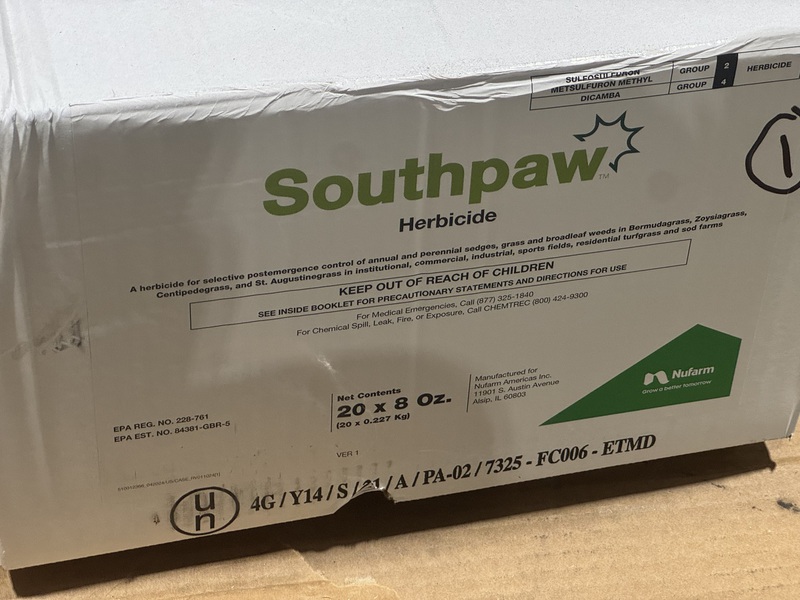 SULFOSULFURON
METSULFURON METHYL
DICAMBA
GROUP 2 HERBICIDE
GROUP 4
1
Southpaw™
Herbicide
A herbicide for selective postemergence control of annual and perennial sedges, grass and broadleaf weeds in Bermudagrass, Zoysiagrass,
Centipedegrass, and St. Augustinegrass in institutional, commercial, industrial, sports fields, residential turfgrass and sod farms
KEEP OUT OF REACH OF CHILDREN
SEE INSIDE BOOKLET FOR PRECAUTIONARY STATEMENTS AND DIRECTIONS FOR USE
For Medical Emergencies, Call (877) 325-1840
For Chemical Spill, Leak, Fire, or Exposure, Call CHEMTREC (800) 424-9300
EPA REG. NO. 228-761
EPA EST. NO. 84381-GBR-5
Net Contents
20 x 8 Oz.
(20 x 0.227 Kg)
VER 1
Manufactured for
Nufarm Americas Inc.
11901 S. Austin Avenue
Alsip, IL 60803
Nufarm
Grow a better tomorrow
un
4G / Y14 / S / / A / PA-02 / 7325 - FC006 - ETMD